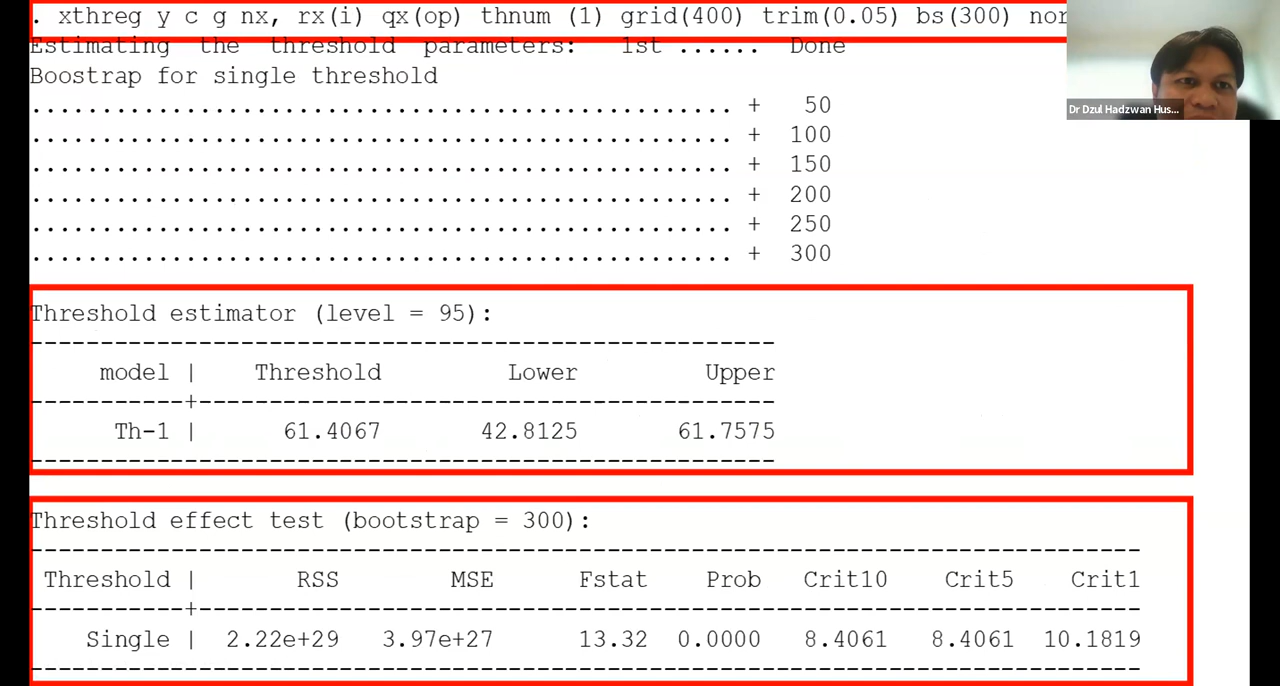 . xthreg y c g nx, rx(i) qx(op) thnum (1) grid(400) trim(0.05) bs(300)
Estimating the threshold parameters: 1st ...... Done
Boostrap for single threshold
.................................................. + 50
.................................................. + 100
.................................................. + 150
.................................................. + 200
.................................................. + 250
.................................................. + 300
Dr Dzul Hadzwan Hus...
Threshold estimator (level = 95):
model | Threshold Lower Upper
Th-1 | 61.4067 42.8125 61.7575
Threshold effect test (bootstrap = 300):
Threshold | RSS MSE Fstat Prob Crit10 Crit5 Crit1
Single | 2.22e+29 3.97e+27 13.32 0.0000 8.4061 8.4061 10.1819